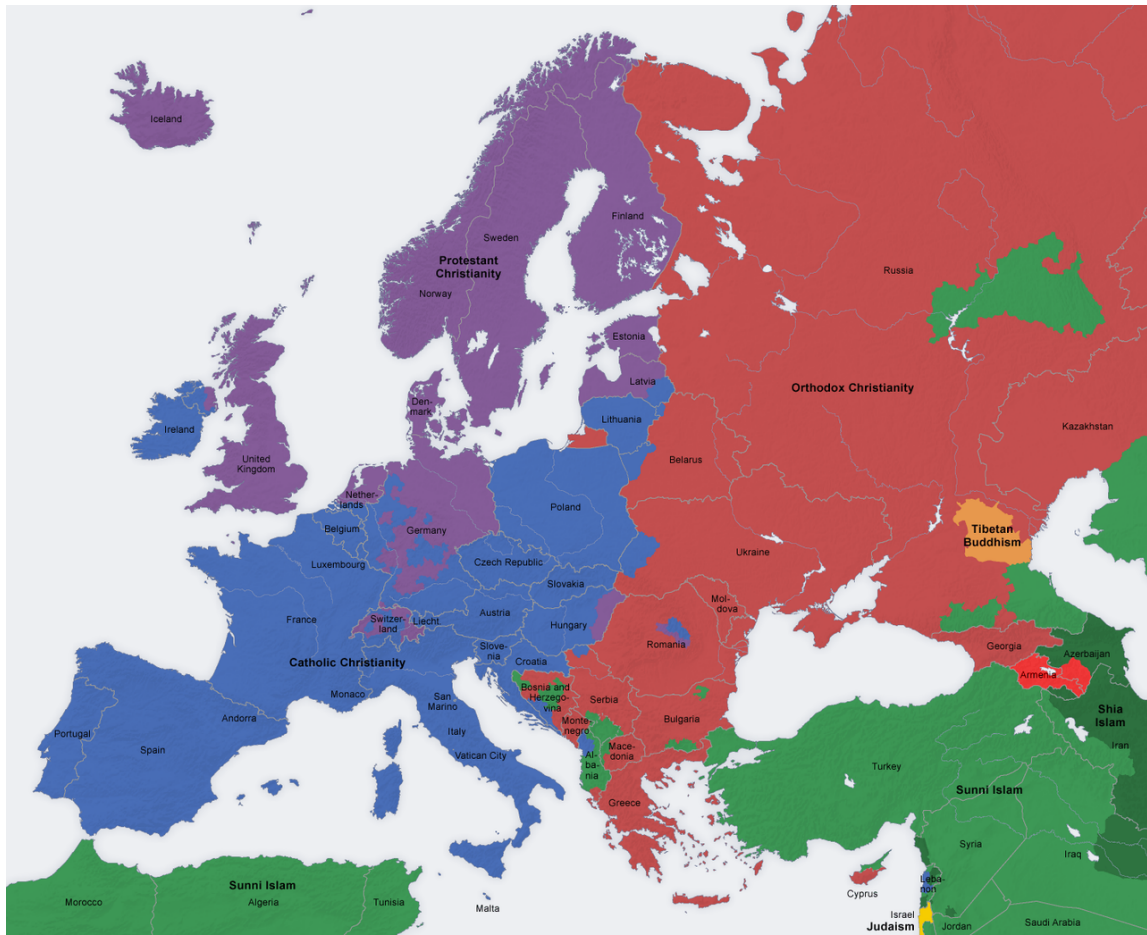 Iceland
Finland
Sweden
Protestant
Christianity
Russia
Norway
Estonia
Orthodox Christianity
Latvia
Den-
mark
Lithuania
Ireland
Kazakhstan
United
Kingdom
Belarus
Nether-
lands
Poland
Belgium
Germany
Tibetan
Buddhism
Ukraine
Luxembourg
Czech Republic
Slovakia
Mol-
dova
Austria
Switzer-
land
Liecht.
France
Hungary
Romania
Georgia
Slove-
nia
Croatia
Azerbaijan
Catholic Christianity
Armenia
Bosnia and
Herzego-
vina
Monaco
San
Marino
Serbia
Andorra
Portugal
Shia
Islam
Monte-
negro
Bulgaria
Italy
Spain
Vatican City
Al-
ba-
nia
Mace-
donia
Iran
Turkey
Sunni Islam
Greece
Syria
Iraq
Sunni Islam
Leba-
non
Cyprus
Morocco
Algeria
Tunisia
Malta
Israel
Judaism
Jordan
Saudi Arabia